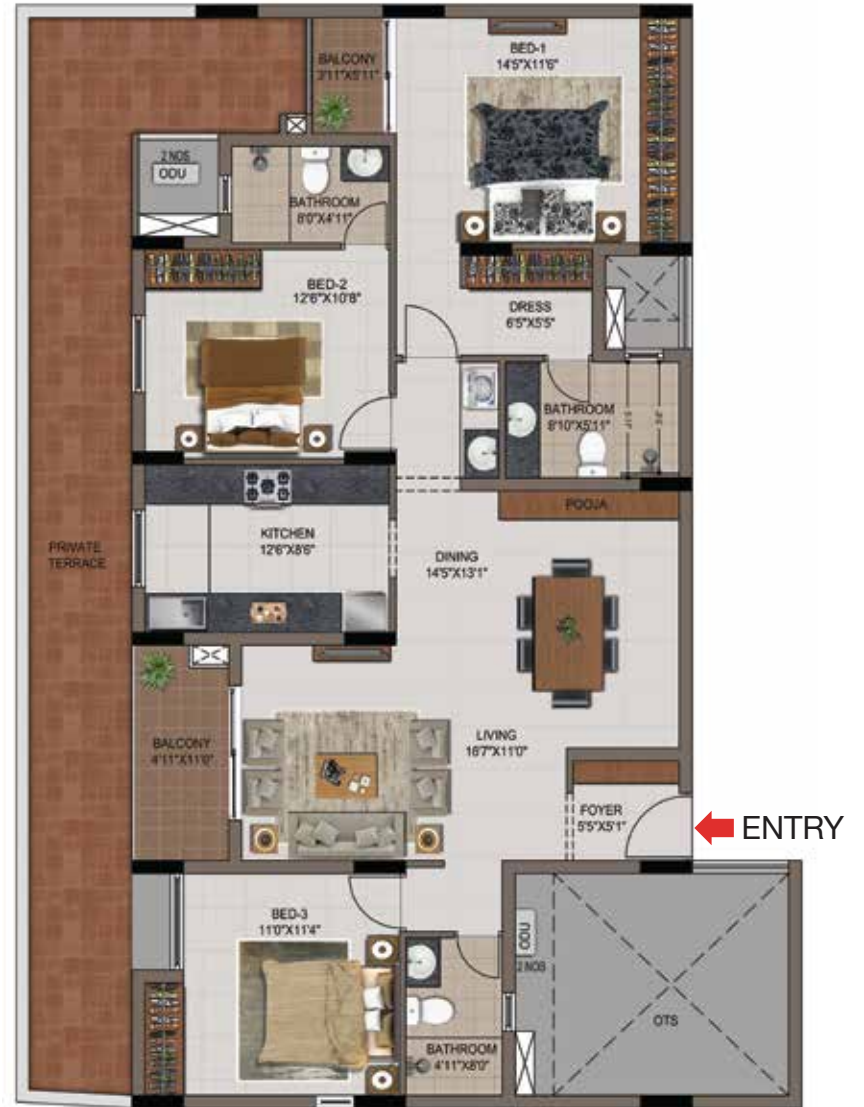 BALCONY
3'11"X5'11"
BED-1
14'5"X11'6"
2 NOS
ODU
BATHROOM
8'0"X4'11"
BED-2
12'6"X10'8"
DRESS
6'5"X5'5"
BATHROOM
8'10"X5'11"
POOJA
KITCHEN
12'6"X8'6"
DINING
14'5"X13'1"
PRIVATE
TERRACE
LIVING
16'7"X11'0"
BALCONY
4'11"X11'0"
FOYER
5'5"X5'1"
ENTRY
BED-3
11'0"X11'4"
ODU
2 NOS
OTS
BATHROOM
4'11"X8'0"